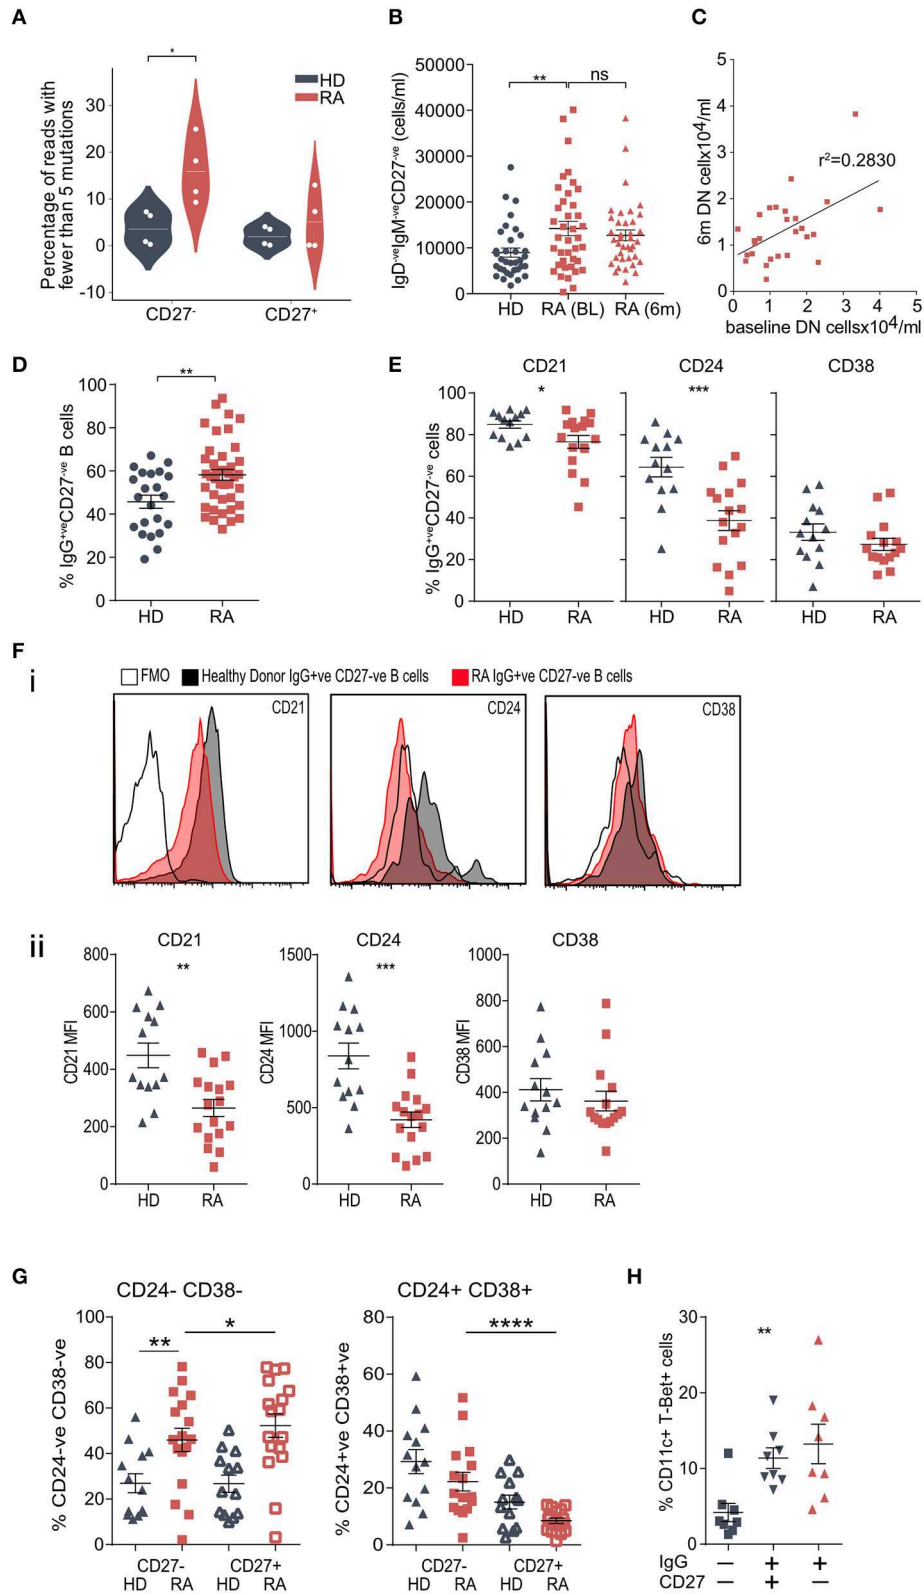 A
Percentage of reads with
fewer than 5 mutations
30
20
10
0
-10
*
HD
RA
CD27-
CD27+
B
IgD-veIgM-veCD27-ve (cells/ml)
50000
40000
30000
20000
10000
0
**
ns
HD RA (BL) RA (6m)
C
6m DN cellx10^4/ml
5
4
3
2
1
0
r²=0.2830
0 1 2 3 4 5
baseline DN cellsx10^4/ml
D
% IgG+veCD27-ve B cells
100
80
60
40
20
0
**
HD RA
E
% IgG+veCD27-ve cells
100
80
60
40
20
0
CD21
*
HD RA
CD24
***
HD RA
CD38
HD RA
F
i
FMO Healthy Donor IgG+ve CD27-ve B cells RA IgG+ve CD27-ve B cells
CD21
CD24
CD38
ii
CD21
CD21 MFI
800
600
400
200
0
**
HD RA
CD24
CD24 MFI
1500
1000
500
0
***
HD RA
CD38
CD38 MFI
1000
800
600
400
200
0
HD RA
G
CD24- CD38-
% CD24-ve CD38-ve
100
80
60
40
20
0
**
*
CD27- CD27+
HD RA HD RA
CD24+ CD38+
% CD24+ve CD38+ve
80
60
40
20
0
****
CD27- CD27+
HD RA HD RA
H
% CD11c+ T-Bet+ cells
30
20
10
0
**
IgG − + +
CD27 − + −